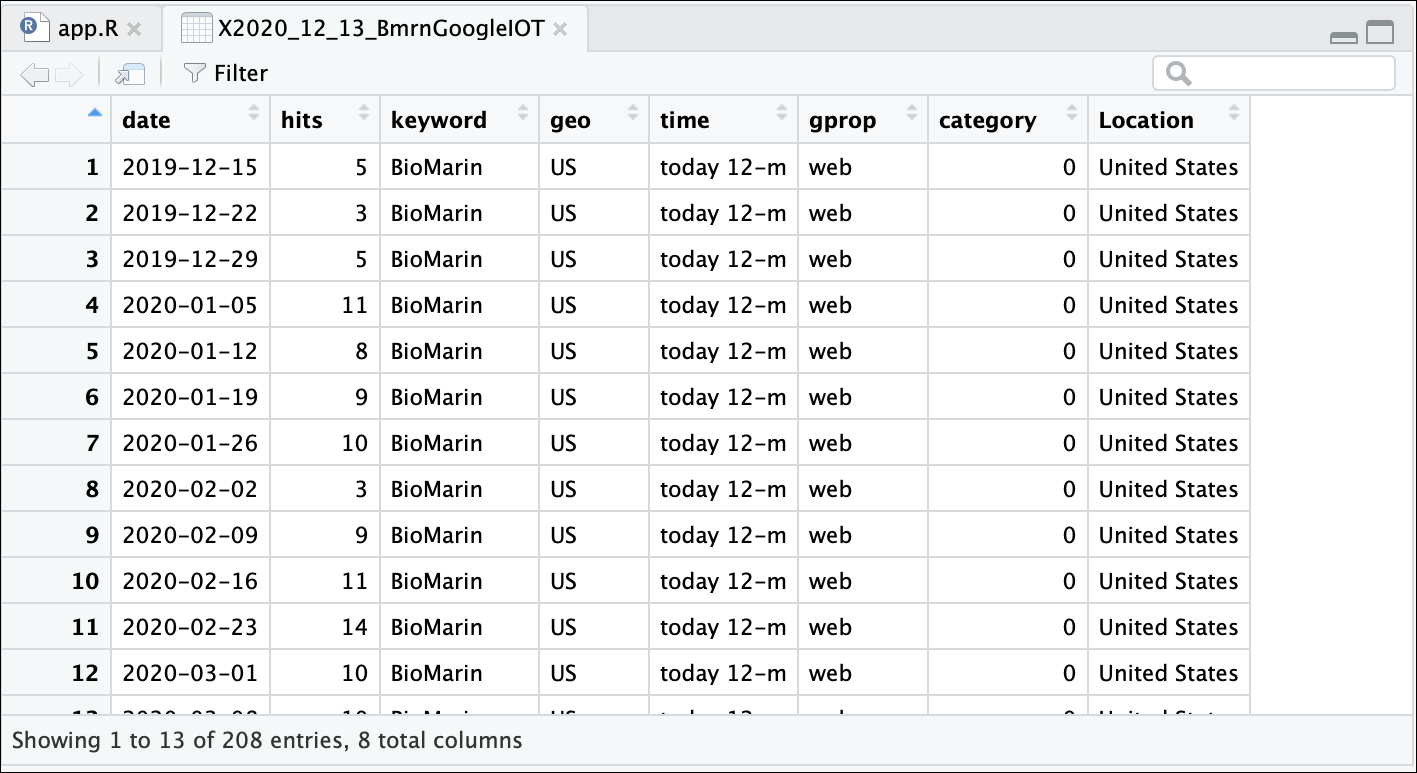 app.R X2020_12_13_BmrnGoogleIOT
Filter
date hits keyword geo time gprop category Location
1 2019-12-15 5 BioMarin US today 12-m web 0 United States
2 2019-12-22 3 BioMarin US today 12-m web 0 United States
3 2019-12-29 5 BioMarin US today 12-m web 0 United States
4 2020-01-05 11 BioMarin US today 12-m web 0 United States
5 2020-01-12 8 BioMarin US today 12-m web 0 United States
6 2020-01-19 9 BioMarin US today 12-m web 0 United States
7 2020-01-26 10 BioMarin US today 12-m web 0 United States
8 2020-02-02 3 BioMarin US today 12-m web 0 United States
9 2020-02-09 9 BioMarin US today 12-m web 0 United States
10 2020-02-16 11 BioMarin US today 12-m web 0 United States
11 2020-02-23 14 BioMarin US today 12-m web 0 United States
12 2020-03-01 10 BioMarin US today 12-m web 0 United States
Showing 1 to 13 of 208 entries, 8 total columns